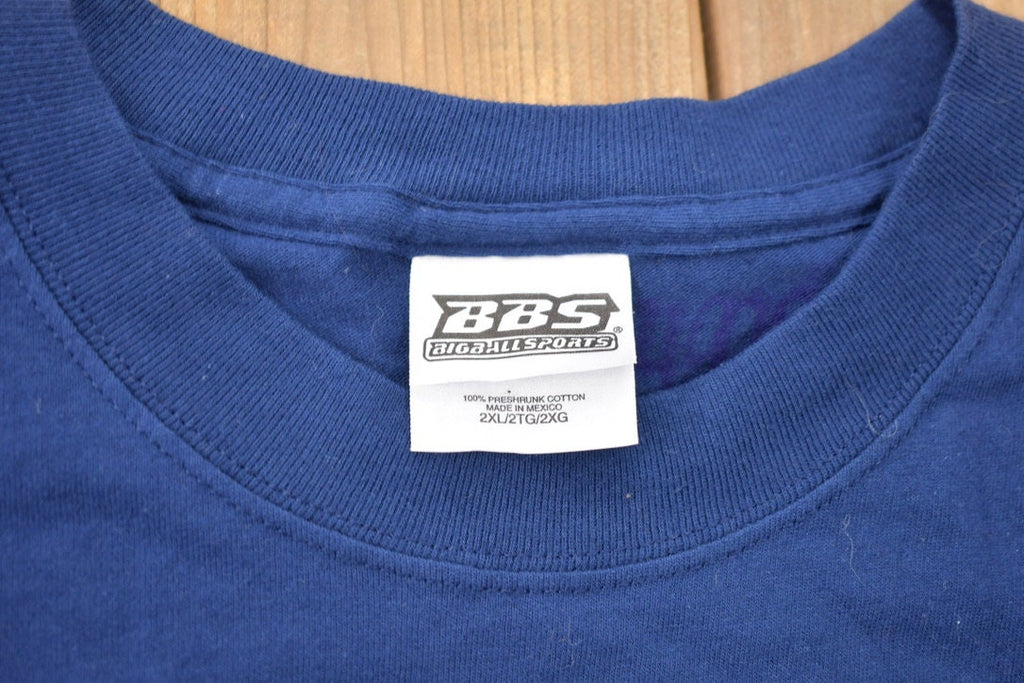 BBS®
BIGBALLSPORTS
100% PRESHRUNK COTTON
MADE IN MEXICO
2XL/2TG/2XG